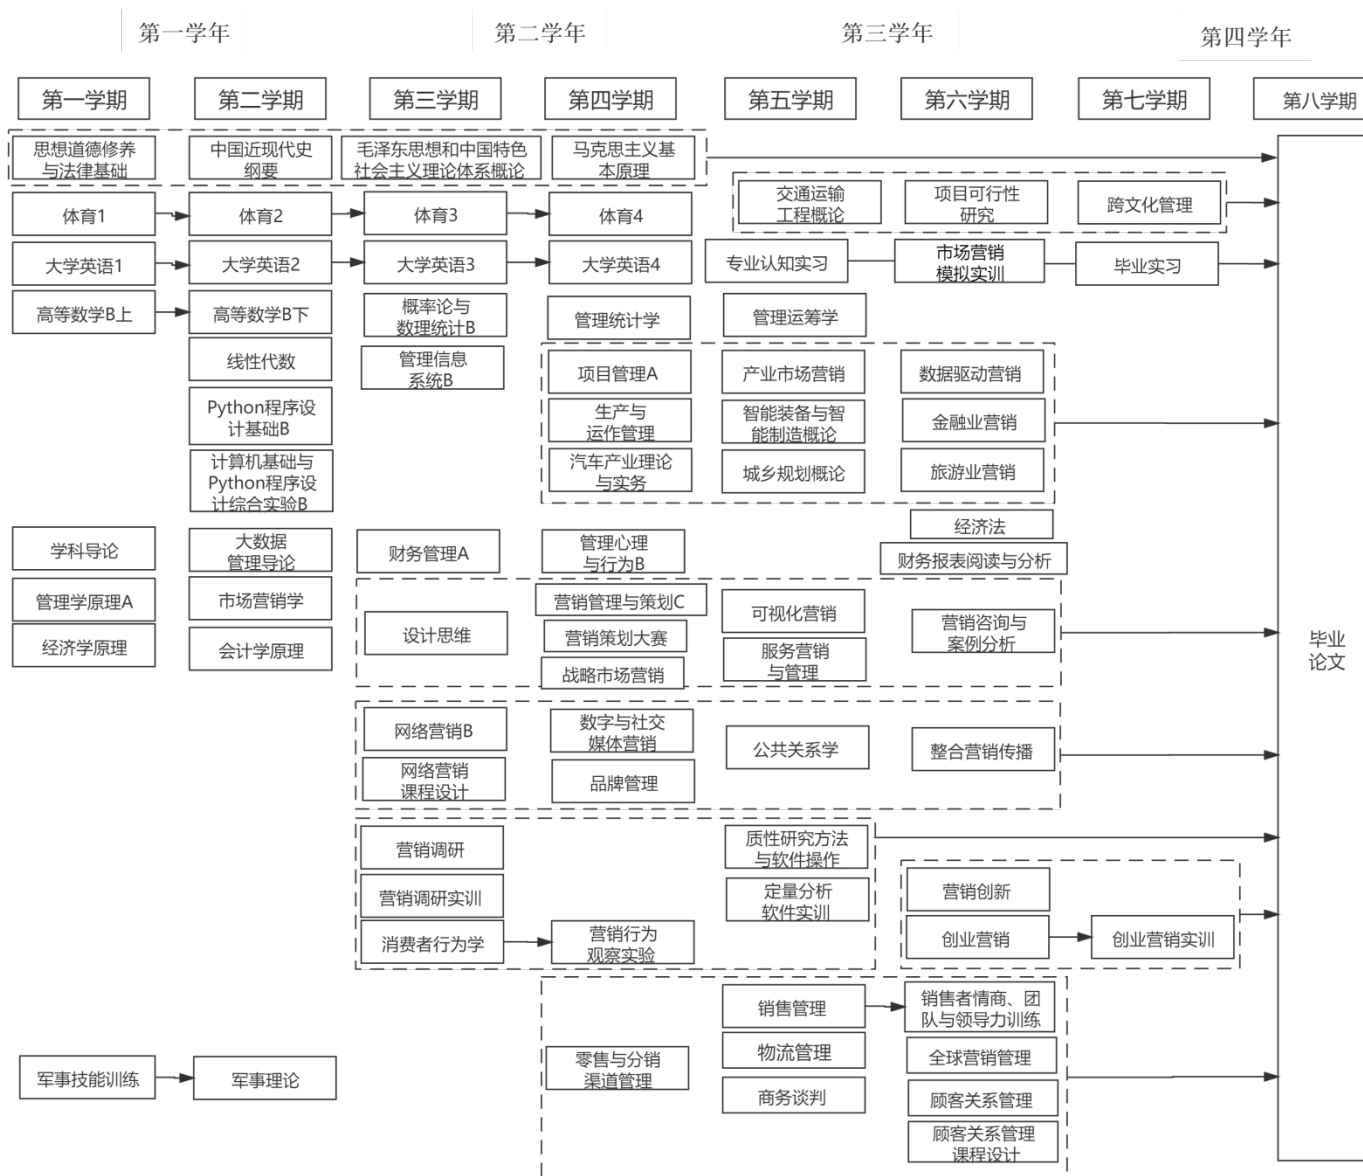 第一学年
第二学年
第三学年
第四学年
第一学期
第二学期
第三学期
第四学期
第五学期
第六学期
第七学期
第八学期
思想道德修养
与法律基础
中国近现代史
纲要
毛泽东思想和中国特色
社会主义理论体系概论
马克思主义基
本原理
交通运输
工程概论
项目可行性
研究
跨文化管理
体育1
体育2
体育3
体育4
大学英语1
大学英语2
大学英语3
大学英语4
专业认知实习
市场营销
模拟实训
毕业实习
高等数学B上
高等数学B下
概率论与
数理统计B
管理统计学
管理运筹学
线性代数
管理信息
系统B
项目管理A
产业市场营销
数据驱动营销
Python程序设
计基础B
生产与
运作管理
智能装备与智
能制造概论
金融业营销
计算机基础与
Python程序设
计综合实验B
汽车产业理论
与实务
城乡规划概论
旅游业营销
经济法
学科导论
大数据
管理导论
财务管理A
管理心理
与行为B
财务报表阅读与分析
管理学原理A
市场营销学
设计思维
营销管理与策划C
可视化营销
营销咨询与
案例分析
经济学原理
会计学原理
营销策划大赛
服务营销
与管理
战略市场营销
毕业
论文
网络营销B
数字与社交
媒体营销
公共关系学
整合营销传播
网络营销
课程设计
品牌管理
营销调研
质性研究方法
与软件操作
营销调研实训
定量分析
软件实训
营销创新
消费者行为学
营销行为
观察实验
创业营销
创业营销实训
销售管理
销售者情商、团
队与领导力训练
军事技能训练
军事理论
零售与分销
渠道管理
物流管理
全球营销管理
商务谈判
顾客关系管理
顾客关系管理
课程设计